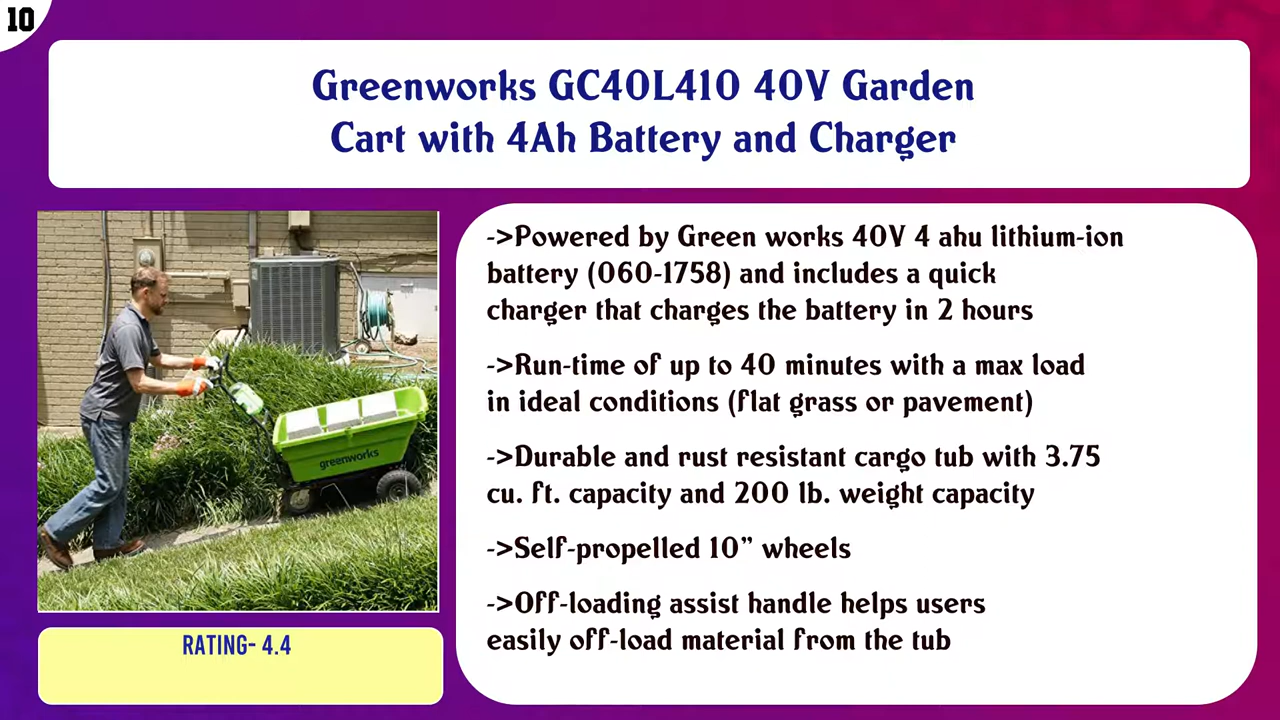 10
Greenworks GC40L410 40V Garden
Cart with 4Ah Battery and Charger
->Powered by Green works 40V 4 ahu lithium-ion
battery (060-1758) and includes a quick
charger that charges the battery in 2 hours
->Run-time of up to 40 minutes with a max load
in ideal conditions (flat grass or pavement)
->Durable and rust resistant cargo tub with 3.75
cu. ft. capacity and 200 lb. weight capacity
->Self-propelled 10” wheels
->Off-loading assist handle helps users
easily off-load material from the tub
greenworks
RATING- 4.4